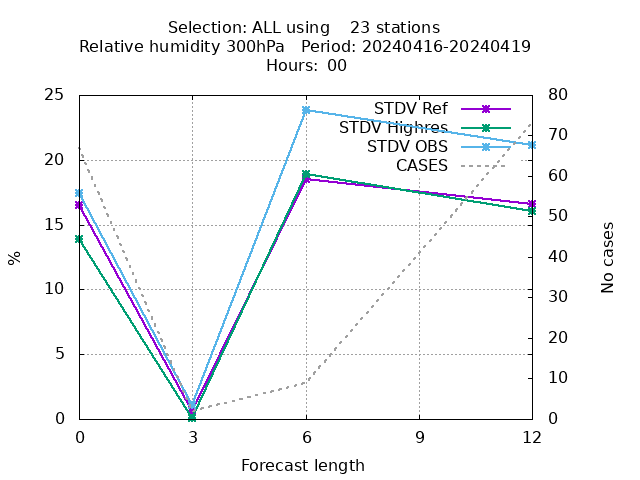 Selection: ALL using    23 stations
Relative humidity 300hPa   Period: 20240416-20240419
Hours: 00
25
20
15
10
5
0
%
80
70
60
50
40
30
20
10
0
No cases
STDV Ref
STDV Highres
STDV OBS
CASES
0 3 6 9 12
Forecast length